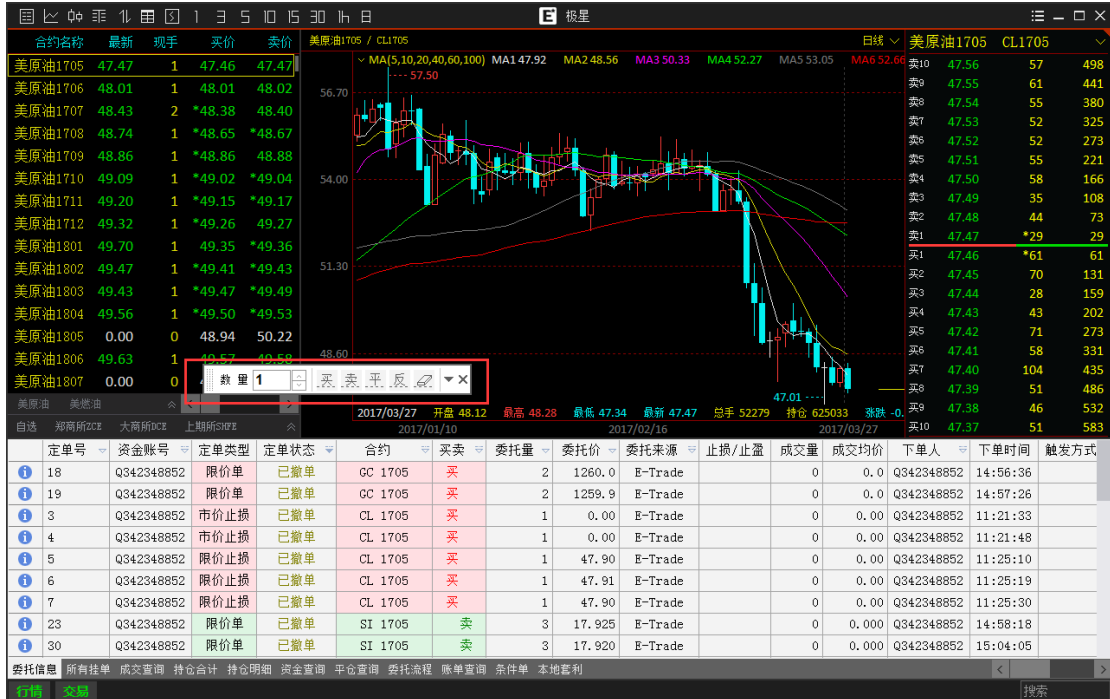 1 3 5 10 15 30 1h 日 E 极星
合约名称 最新 现手 买价 卖价
美原油1705 47.47 1 47.46 47.47
美原油1706 48.01 1 48.01 48.02
美原油1707 48.43 2 *48.38 48.40
美原油1708 48.74 1 *48.65 *48.67
美原油1709 48.86 1 *48.86 48.88
美原油1710 49.09 1 *49.02 *49.04
美原油1711 49.20 1 *49.15 *49.17
美原油1712 49.32 1 *49.26 49.27
美原油1801 49.70 1 49.35 *49.36
美原油1802 49.47 1 *49.41 *49.43
美原油1803 49.43 1 *49.47 *49.49
美原油1804 49.56 1 *49.50 *49.53
美原油1805 0.00 0 48.94 50.22
美原油1806 49.63 1 49.57 49.58
美原油1807 0.00 0
美原油 美燃油
自选 郑商所ZCE 大商所DCE 上期所SHFE
美原油1705 / CL1705 日线
MA(5,10,20,40,60,100) MA1 47.92 MA2 48.56 MA3 50.33 MA4 52.27 MA5 53.05 MA6 52.66
57.50
56.70
54.00
51.30
48.60
47.01
2017/03/27 开盘 48.12 最高 48.28 最低 47.34 最新 47.47 总手 52279 持仓 625033 涨跌 -0.
2017/01/10 2017/02/16 2017/03/27
数量 1 买 卖 平 反
美原油1705 CL1705
卖10 47.56 57 498
卖9 47.55 61 441
卖8 47.54 55 380
卖7 47.53 52 325
卖6 47.52 52 273
卖5 47.51 55 221
卖4 47.50 58 166
卖3 47.49 35 108
卖2 47.48 44 73
卖1 47.47 *29 29
买1 47.46 *61 61
买2 47.45 70 131
买3 47.44 28 159
买4 47.43 43 202
买5 47.42 71 273
买6 47.41 58 331
买7 47.40 104 435
买8 47.39 51 486
买9 47.38 46 532
买10 47.37 51 583
定单号 资金账号 定单类型 定单状态 合约 买卖 委托量 委托价 委托来源 止损/止盈 成交量 成交均价 下单人 下单时间 触发方式
18 Q342348852 限价单 已撤单 GC 1705 买 2 1260.0 E-Trade 0 0.0 Q342348852 14:56:36
19 Q342348852 限价单 已撤单 GC 1705 买 2 1259.9 E-Trade 0 0.0 Q342348852 14:57:26
3 Q342348852 市价止损 已撤单 CL 1705 买 1 0.00 E-Trade 0 0.00 Q342348852 11:21:33
4 Q342348852 市价止损 已撤单 CL 1705 买 1 0.00 E-Trade 0 0.00 Q342348852 11:21:48
5 Q342348852 限价止损 已撤单 CL 1705 买 1 47.90 E-Trade 0 0.00 Q342348852 11:25:10
6 Q342348852 限价止损 已撤单 CL 1705 买 1 47.91 E-Trade 0 0.00 Q342348852 11:25:19
7 Q342348852 限价止损 已撤单 CL 1705 买 1 47.90 E-Trade 0 0.00 Q342348852 11:25:30
23 Q342348852 限价单 已撤单 SI 1705 卖 3 17.925 E-Trade 0 0.000 Q342348852 14:58:18
30 Q342348852 限价单 已撤单 SI 1705 卖 3 17.920 E-Trade 0 0.000 Q342348852 15:04:05
委托信息 所有挂单 成交查询 持仓合计 持仓明细 资金查询 平仓查询 委托流程 账单查询 条件单 本地套利
行情 交易 搜索